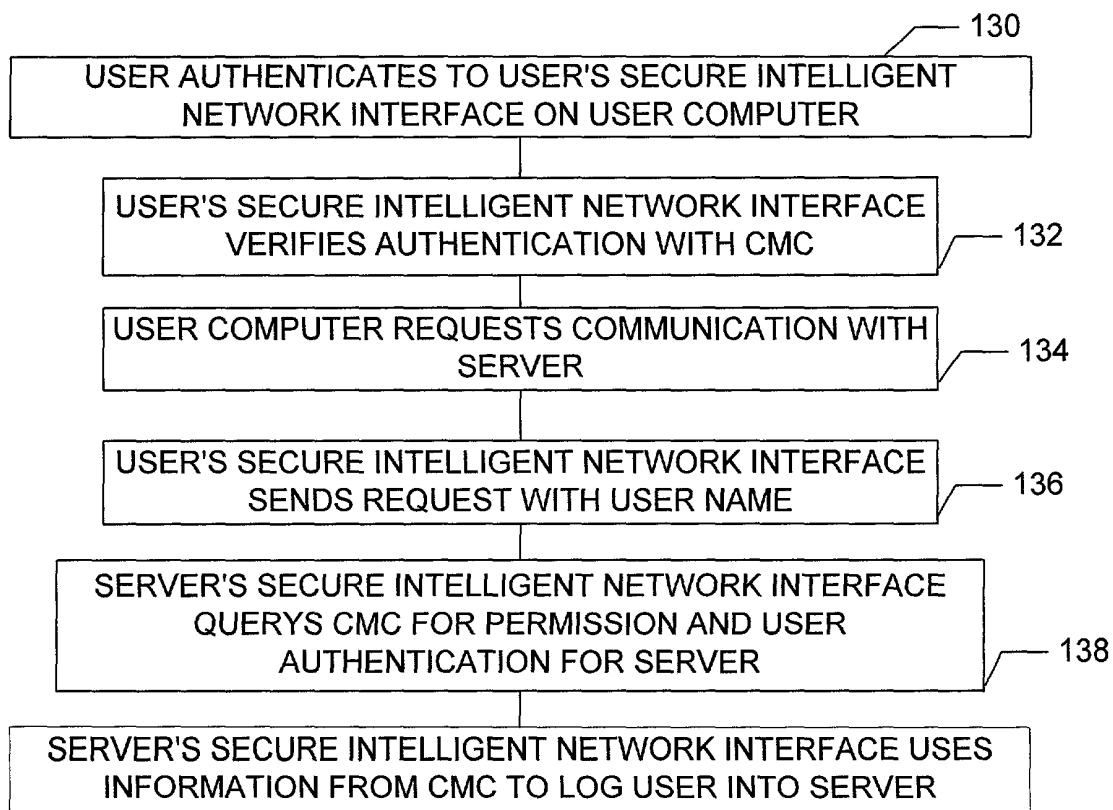 130
USER AUTHENTICATES TO USER'S SECURE INTELLIGENT
NETWORK INTERFACE ON USER COMPUTER
USER'S SECURE INTELLIGENT NETWORK INTERFACE
VERIFIES AUTHENTICATION WITH CMC
132
USER COMPUTER REQUESTS COMMUNICATION WITH
SERVER
134
USER'S SECURE INTELLIGENT NETWORK INTERFACE
SENDS REQUEST WITH USER NAME
136
SERVER'S SECURE INTELLIGENT NETWORK INTERFACE
QUERYS CMC FOR PERMISSION AND USER
AUTHENTICATION FOR SERVER
138
SERVER'S SECURE INTELLIGENT NETWORK INTERFACE USES
INFORMATION FROM CMC TO LOG USER INTO SERVER